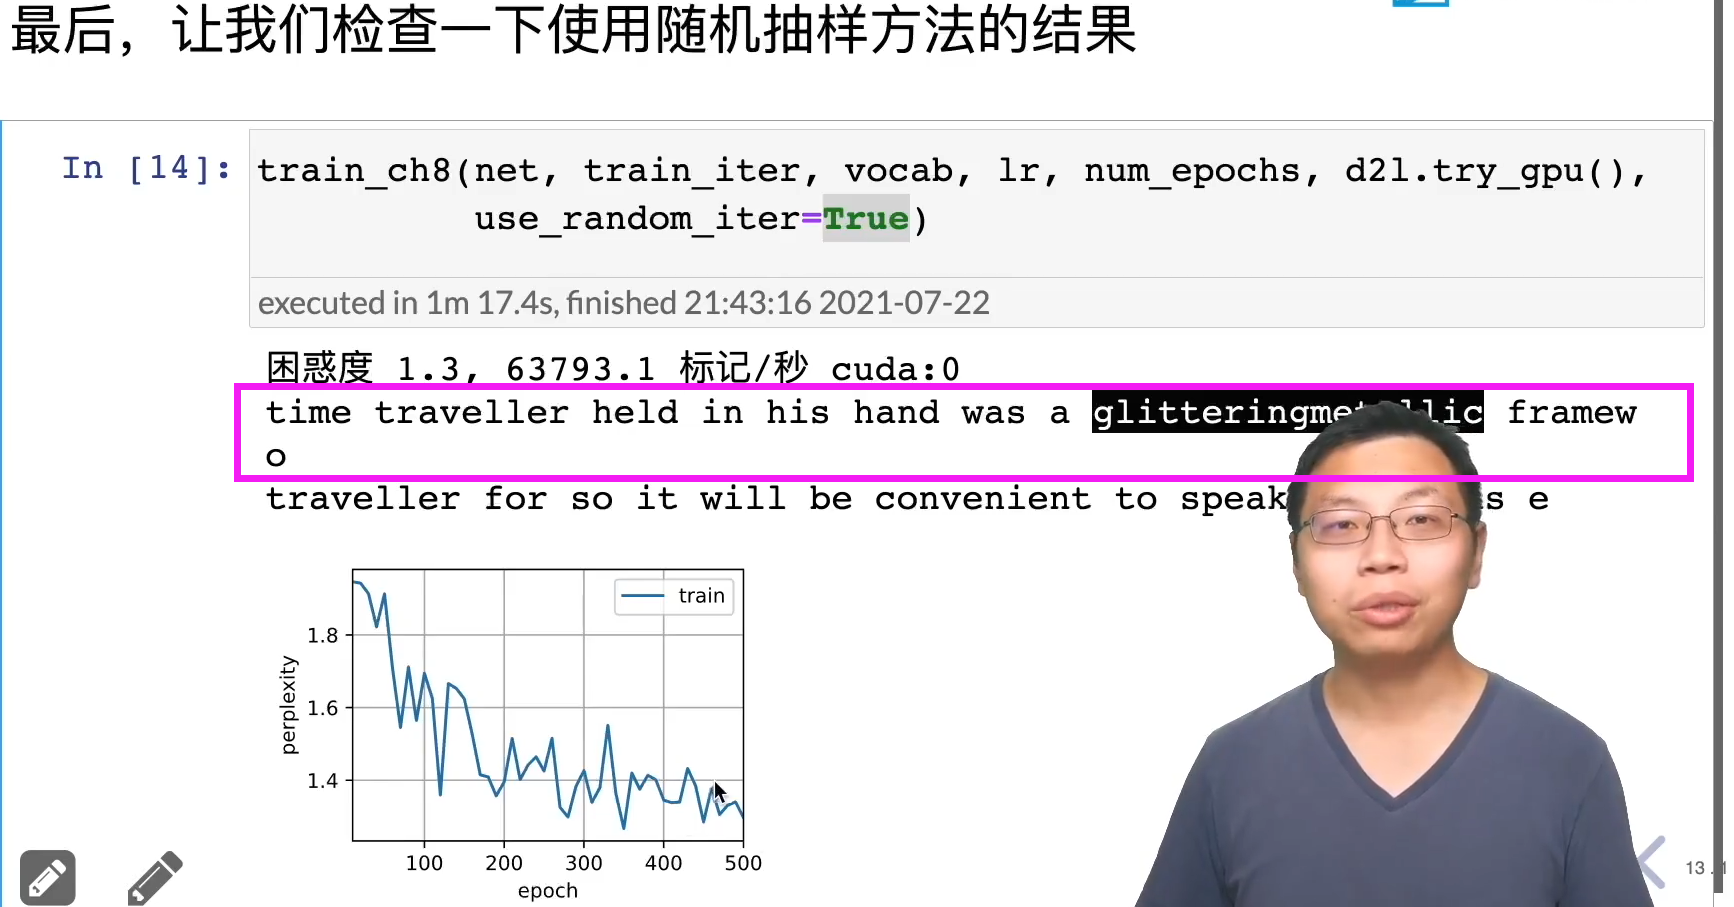 最后，让我们检查一下使用随机抽样方法的结果
In [14]:
train_ch8(net, train_iter, vocab, lr, num_epochs, d2l.try_gpu(),
use_random_iter=True)
executed in 1m 17.4s, finished 21:43:16 2021-07-22
困惑度 1.3, 63793.1 标记/秒 cuda:0
time traveller held in his hand was a framew
o
traveller for so it will be convenient to speak s e
train
perplexity
1.8
1.6
1.4
100 200 300 400 500
epoch
13